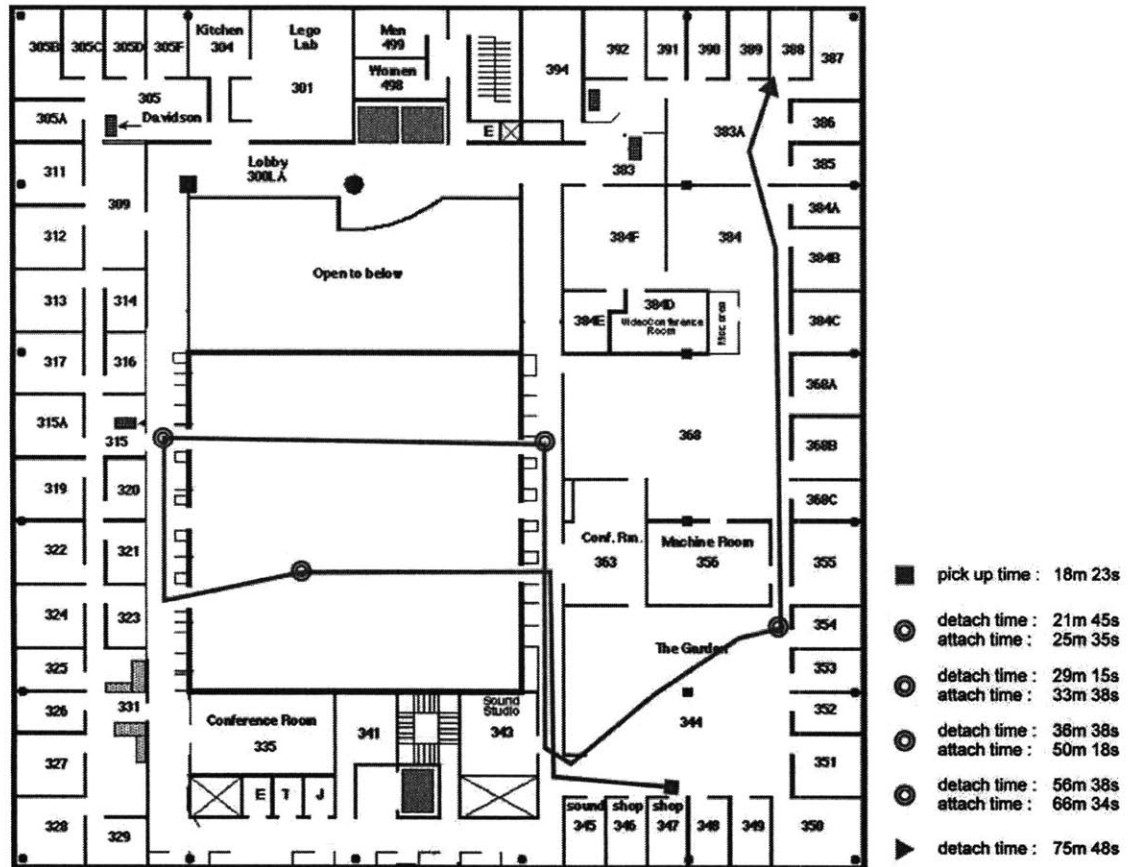 305B 305C 305D 305F
Kitchen
304
Lego
Lab
301
Men
499
Women
498
394
392 391 390 389 388 387
305
305A
Davidson
E
383A
386
385
311
309
Lobby
300LA
383
384A
312
384F
384
384B
Open to below
313
314
384E
384D
VideoConference
Room
Misc area
384C
317
316
368A
315A
315
368
368B
319
320
368C
322
321
Conf. Rm.
363
Machine Room
356
355
324
323
354
The Garden
325
353
326
331
Sound
Studio
343
344
352
Conference Room
335
341
327
351
E T J
328
329
sound
345
shop
346
shop
347
348
349
350
pick up time : 18m 23s
detach time : 21m 45s
attach time : 25m 35s
detach time : 29m 15s
attach time : 33m 38s
detach time : 36m 38s
attach time : 50m 18s
detach time : 56m 38s
attach time : 66m 34s
detach time : 75m 48s